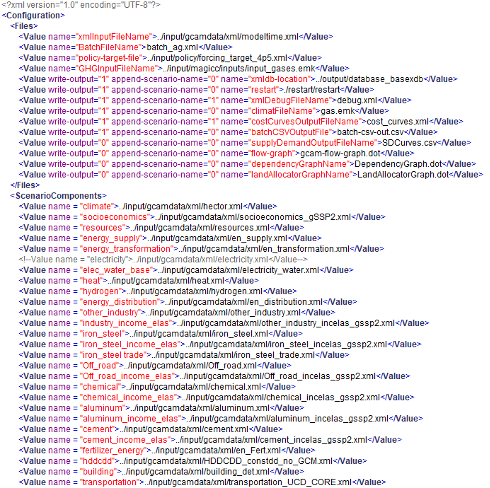 <?xml version="1.0" encoding="UTF-8"?>
<Configuration>
<Files>
<Value name="xmlInputFileName">../input/gcamdata/xml/modeltime.xml</Value>
<Value name="BatchFileName">batch_ag.xml</Value>
<Value name="policy-target-file">../input/policy/forcing_target_4p5.xml</Value>
<Value name="GHGInputFileName">../input/magicc/inputs/input_gases.emk</Value>
<Value write-output="1" append-scenario-name="0" name="xmldb-location">../output/database_basexdb</Value>
<Value write-output="1" append-scenario-name="0" name="restart">./restart/restart</Value>
<Value write-output="1" append-scenario-name="1" name="xmlDebugFileName">debug.xml</Value>
<Value write-output="1" append-scenario-name="0" name="climatFileName">gas.emk</Value>
<Value write-output="1" append-scenario-name="0" name="costCurvesOutputFileName">cost_curves.xml</Value>
<Value write-output="1" append-scenario-name="0" name="batchCSVOutputFile">batch-csv-out.csv</Value>
<Value write-output="0" append-scenario-name="0" name="supplyDemandOutputFileName">SDCurves.csv</Value>
<Value write-output="0" append-scenario-name="0" name="flow-graph">gcam-flow-graph.dot</Value>
<Value write-output="0" append-scenario-name="0" name="dependencyGraphName">DependencyGraph.dot</Value>
<Value write-output="0" append-scenario-name="0" name="landAllocatorGraphName">LandAllocatorGraph.dot</Value>
</Files>
<ScenarioComponents>
<Value name = "climate">../input/gcamdata/xml/hector.xml</Value>
<Value name = "socioeconomics">../input/gcamdata/xml/socioeconomics_gSSP2.xml</Value>
<Value name = "resources">../input/gcamdata/xml/resources.xml</Value>
<Value name = "energy_supply">../input/gcamdata/xml/en_supply.xml</Value>
<Value name = "energy_transformation">../input/gcamdata/xml/en_transformation.xml</Value>
<!--Value name = "electricity">../input/gcamdata/xml/electricity.xml</Value-->
<Value name = "elec_water_base">../input/gcamdata/xml/electricity_water.xml</Value>
<Value name = "heat">../input/gcamdata/xml/heat.xml</Value>
<Value name = "hydrogen">../input/gcamdata/xml/hydrogen.xml</Value>
<Value name = "energy_distribution">../input/gcamdata/xml/en_distribution.xml</Value>
<Value name = "other_industry">../input/gcamdata/xml/other_industry.xml</Value>
<Value name = "industry_income_elas">../input/gcamdata/xml/other_industry_incelas_gssp2.xml</Value>
<Value name = "iron_steel">../input/gcamdata/xml/iron_steel.xml</Value>
<Value name = "iron_steel_income_elas">../input/gcamdata/xml/iron_steel_incelas_gssp2.xml</Value>
<Value name = "iron_steel trade">../input/gcamdata/xml/iron_steel_trade.xml</Value>
<Value name = "Off_road">../input/gcamdata/xml/Off_road.xml</Value>
<Value name = "Off_road_income_elas">../input/gcamdata/xml/Off_road_incelas_gssp2.xml</Value>
<Value name = "chemical">../input/gcamdata/xml/chemical.xml</Value>
<Value name = "chemical_income_elas">../input/gcamdata/xml/chemical_incelas_gssp2.xml</Value>
<Value name = "aluminum">../input/gcamdata/xml/aluminum.xml</Value>
<Value name = "aluminum_income_elas">../input/gcamdata/xml/aluminum_incelas_gssp2.xml</Value>
<Value name = "cement">../input/gcamdata/xml/cement.xml</Value>
<Value name = "cement_income_elas">../input/gcamdata/xml/cement_incelas_gssp2.xml</Value>
<Value name = "fertilizer_energy">../input/gcamdata/xml/en_Fert.xml</Value>
<Value name = "hddcdd">../input/gcamdata/xml/HDDCDD_constdd_no_GCM.xml</Value>
<Value name = "building">../input/gcamdata/xml/building_det.xml</Value>
<Value name = "transportation">../input/gcamdata/xml/transportation_UCD_CORE.xml</Value>